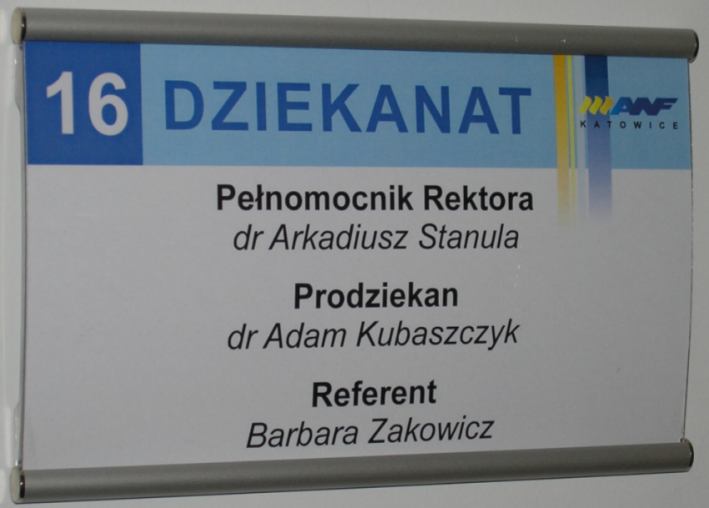 16 DZIEKANAT
AWF
KATOWICE
Pełnomocnik Rektora
dr Arkadiusz Stanula
Prodziekan
dr Adam Kubaszczyk
Referent
Barbara Zakowicz